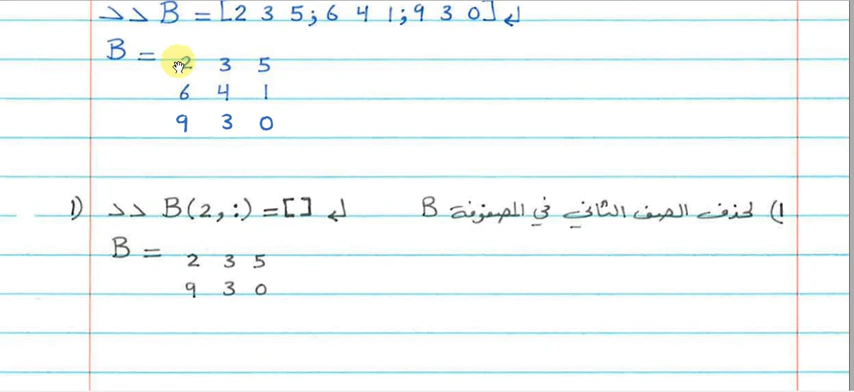 >> B = [2 3 5; 6 4 1; 9 3 0] ↲
B =
2 3 5
6 4 1
9 3 0
1) >> B(2,:) = [] ↲ 1) لحذف الصف الثاني في المصفوفة B
B =
2 3 5
9 3 0